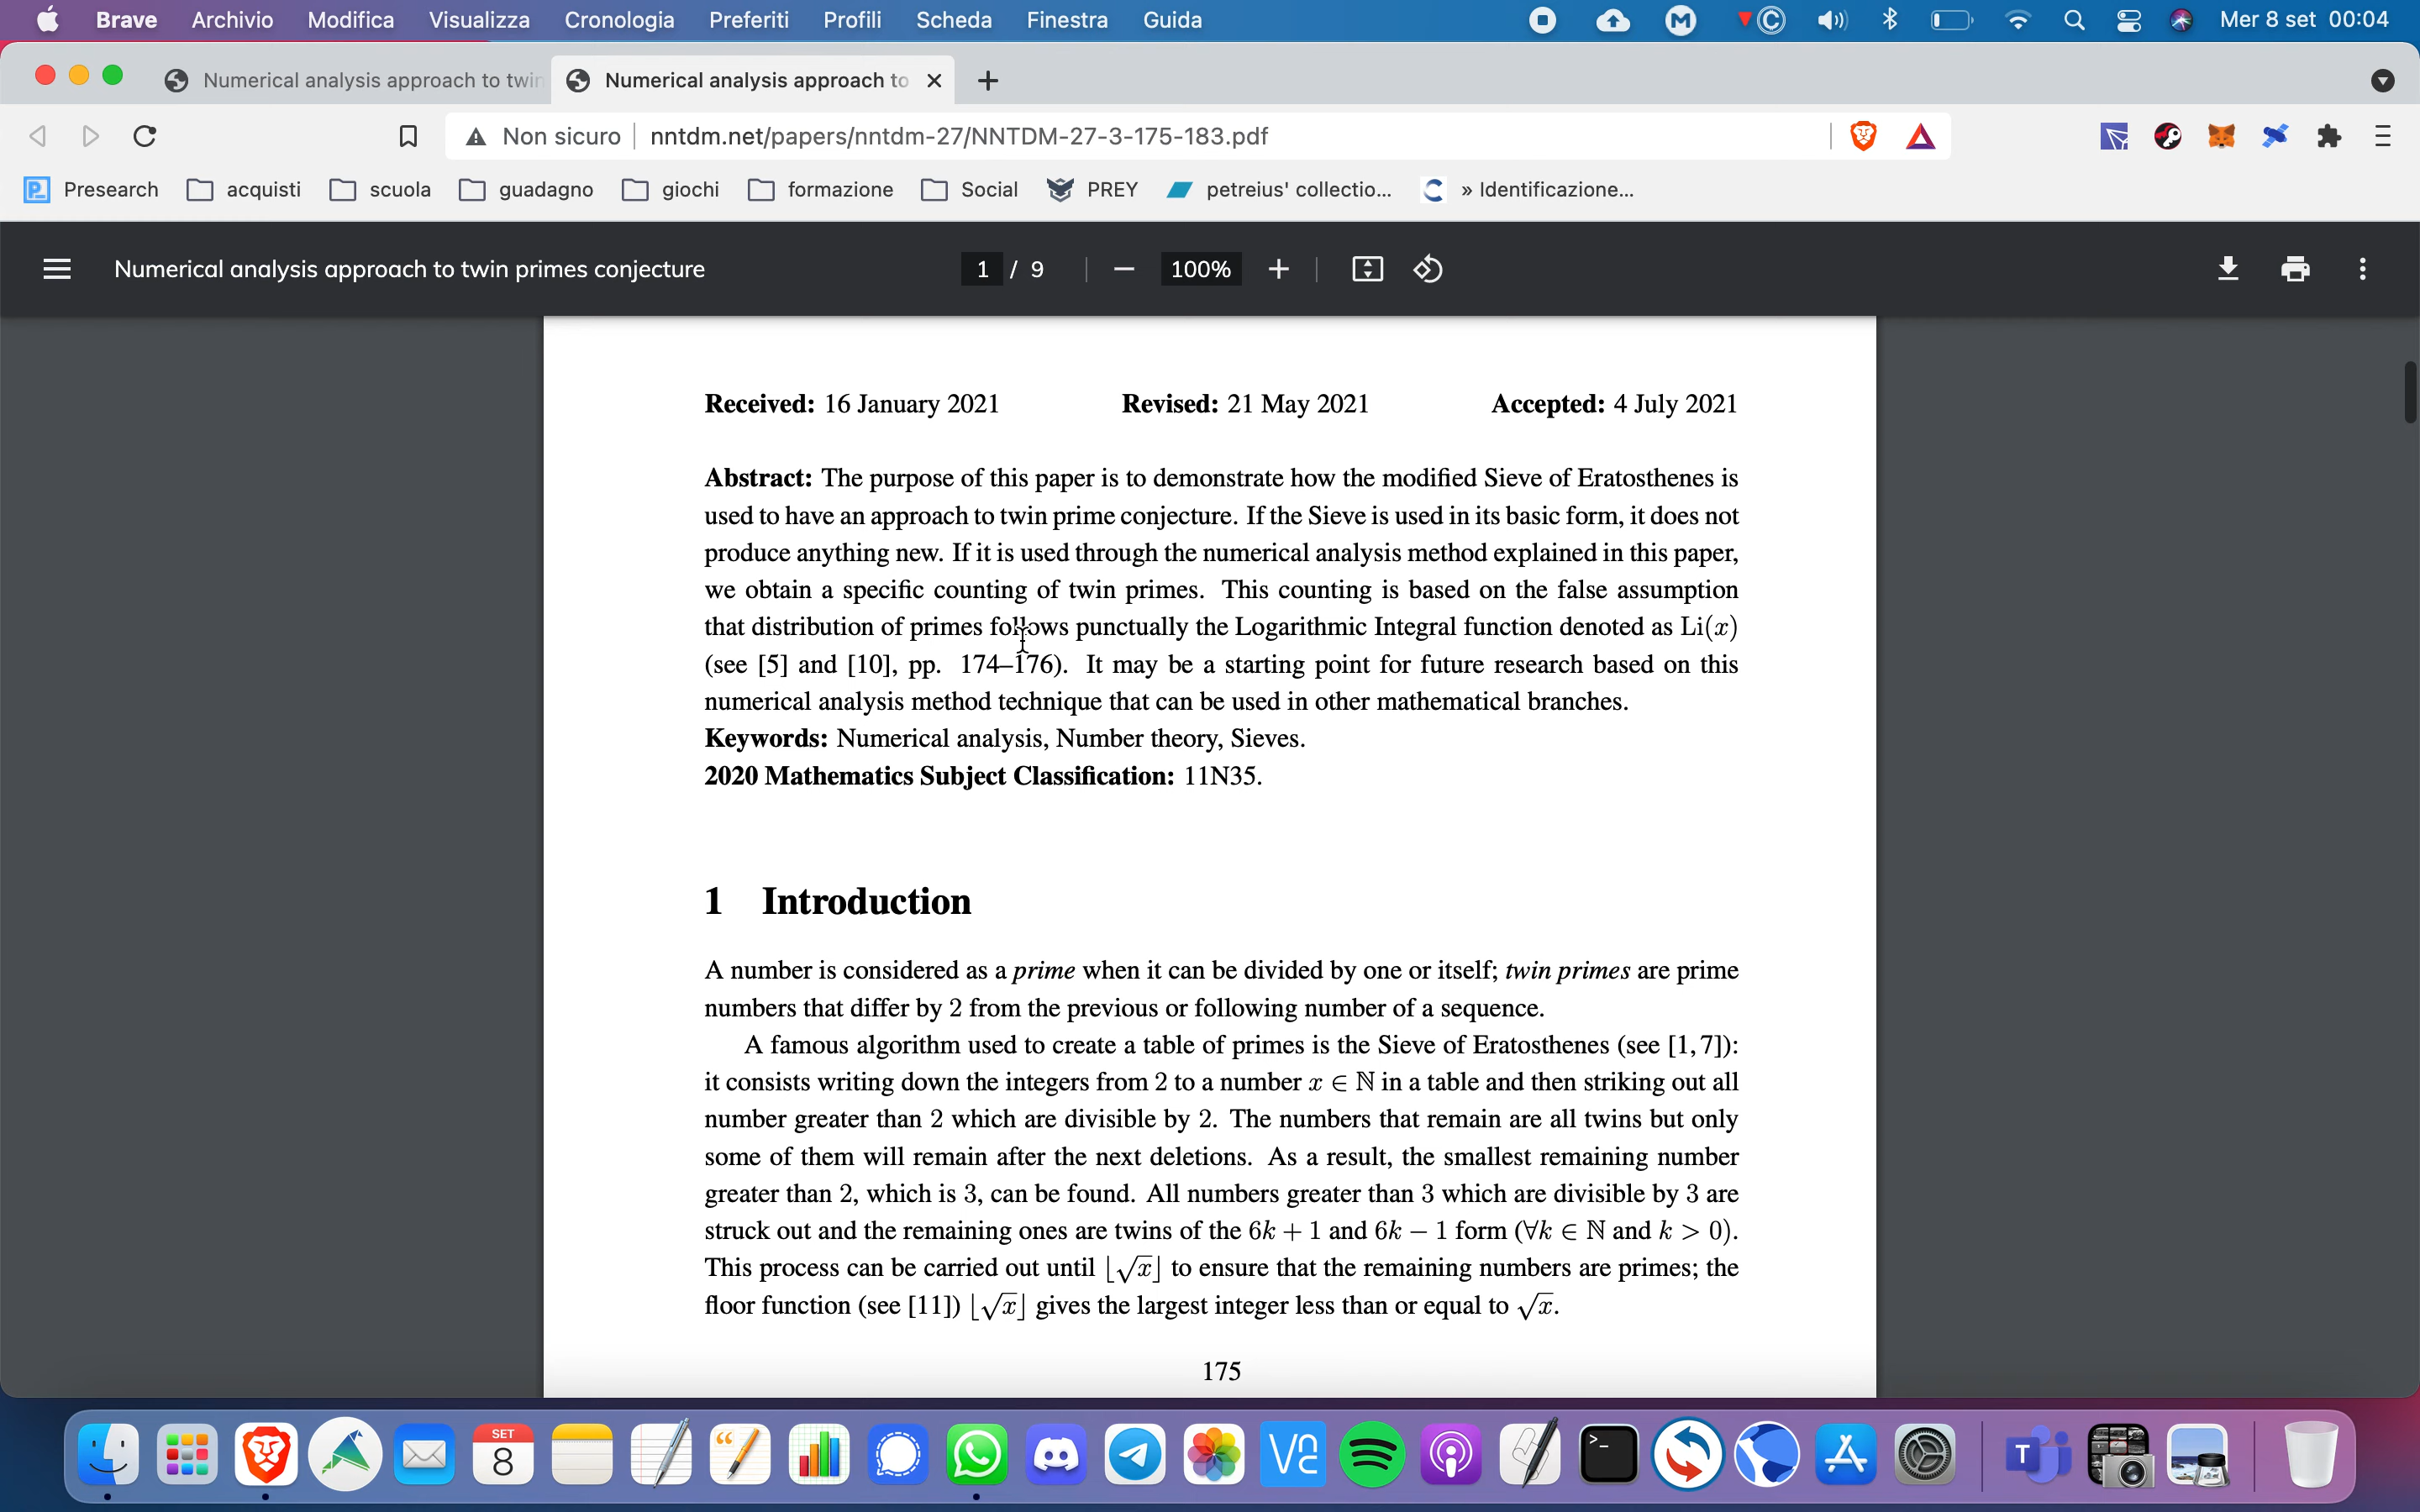 Brave Archivio Modifica Visualizza Cronologia Preferiti Profili Scheda Finestra Guida Mer 8 set 00:04
Numerical analysis approach to twin Numerical analysis approach to
Non sicuro nntdm.net/papers/nntdm-27/NNTDM-27-3-175-183.pdf
Presearch acquisti scuola guadagno giochi formazione Social PREY petreius' collectio... » Identificazione...
Numerical analysis approach to twin primes conjecture 1 / 9 100%
Received: 16 January 2021 Revised: 21 May 2021 Accepted: 4 July 2021
Abstract: The purpose of this paper is to demonstrate how the modified Sieve of Eratosthenes is
used to have an approach to twin prime conjecture. If the Sieve is used in its basic form, it does not
produce anything new. If it is used through the numerical analysis method explained in this paper,
we obtain a specific counting of twin primes. This counting is based on the false assumption
that distribution of primes follows punctually the Logarithmic Integral function denoted as Li(x)
(see [5] and [10], pp. 174–176). It may be a starting point for future research based on this
numerical analysis method technique that can be used in other mathematical branches.
Keywords: Numerical analysis, Number theory, Sieves.
2020 Mathematics Subject Classification: 11N35.
1 Introduction
A number is considered as a prime when it can be divided by one or itself; twin primes are prime
numbers that differ by 2 from the previous or following number of a sequence.
A famous algorithm used to create a table of primes is the Sieve of Eratosthenes (see [1,7]):
it consists writing down the integers from 2 to a number x ∈ ℕ in a table and then striking out all
number greater than 2 which are divisible by 2. The numbers that remain are all twins but only
some of them will remain after the next deletions. As a result, the smallest remaining number
greater than 2, which is 3, can be found. All numbers greater than 3 which are divisible by 3 are
struck out and the remaining ones are twins of the 6k + 1 and 6k − 1 form (∀k ∈ ℕ and k > 0).
This process can be carried out until ⌊√x⌋ to ensure that the remaining numbers are primes; the
floor function (see [11]) ⌊√x⌋ gives the largest integer less than or equal to √x.
175
SET
8